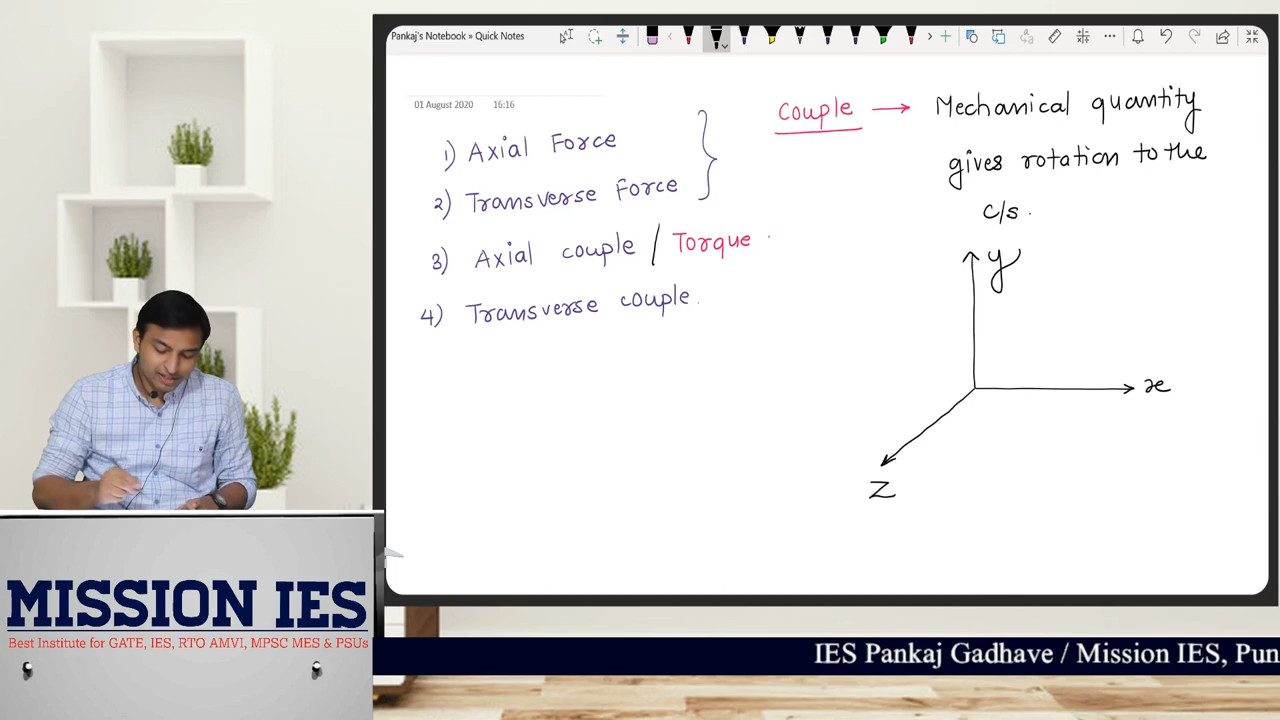 Pankaj's Notebook » Quick Notes
01 August 2020 16:16
1) Axial Force
2) Transverse Force
3) Axial couple / Torque
4) Transverse couple.
Couple → Mechanical quantity
gives rotation to the
c/s.
y
x
z
MISSION IES
Best Institute for GATE, IES, RTO AMVI, MPSC MES & PSUs
IES Pankaj Gadhave / Mission IES, Pun